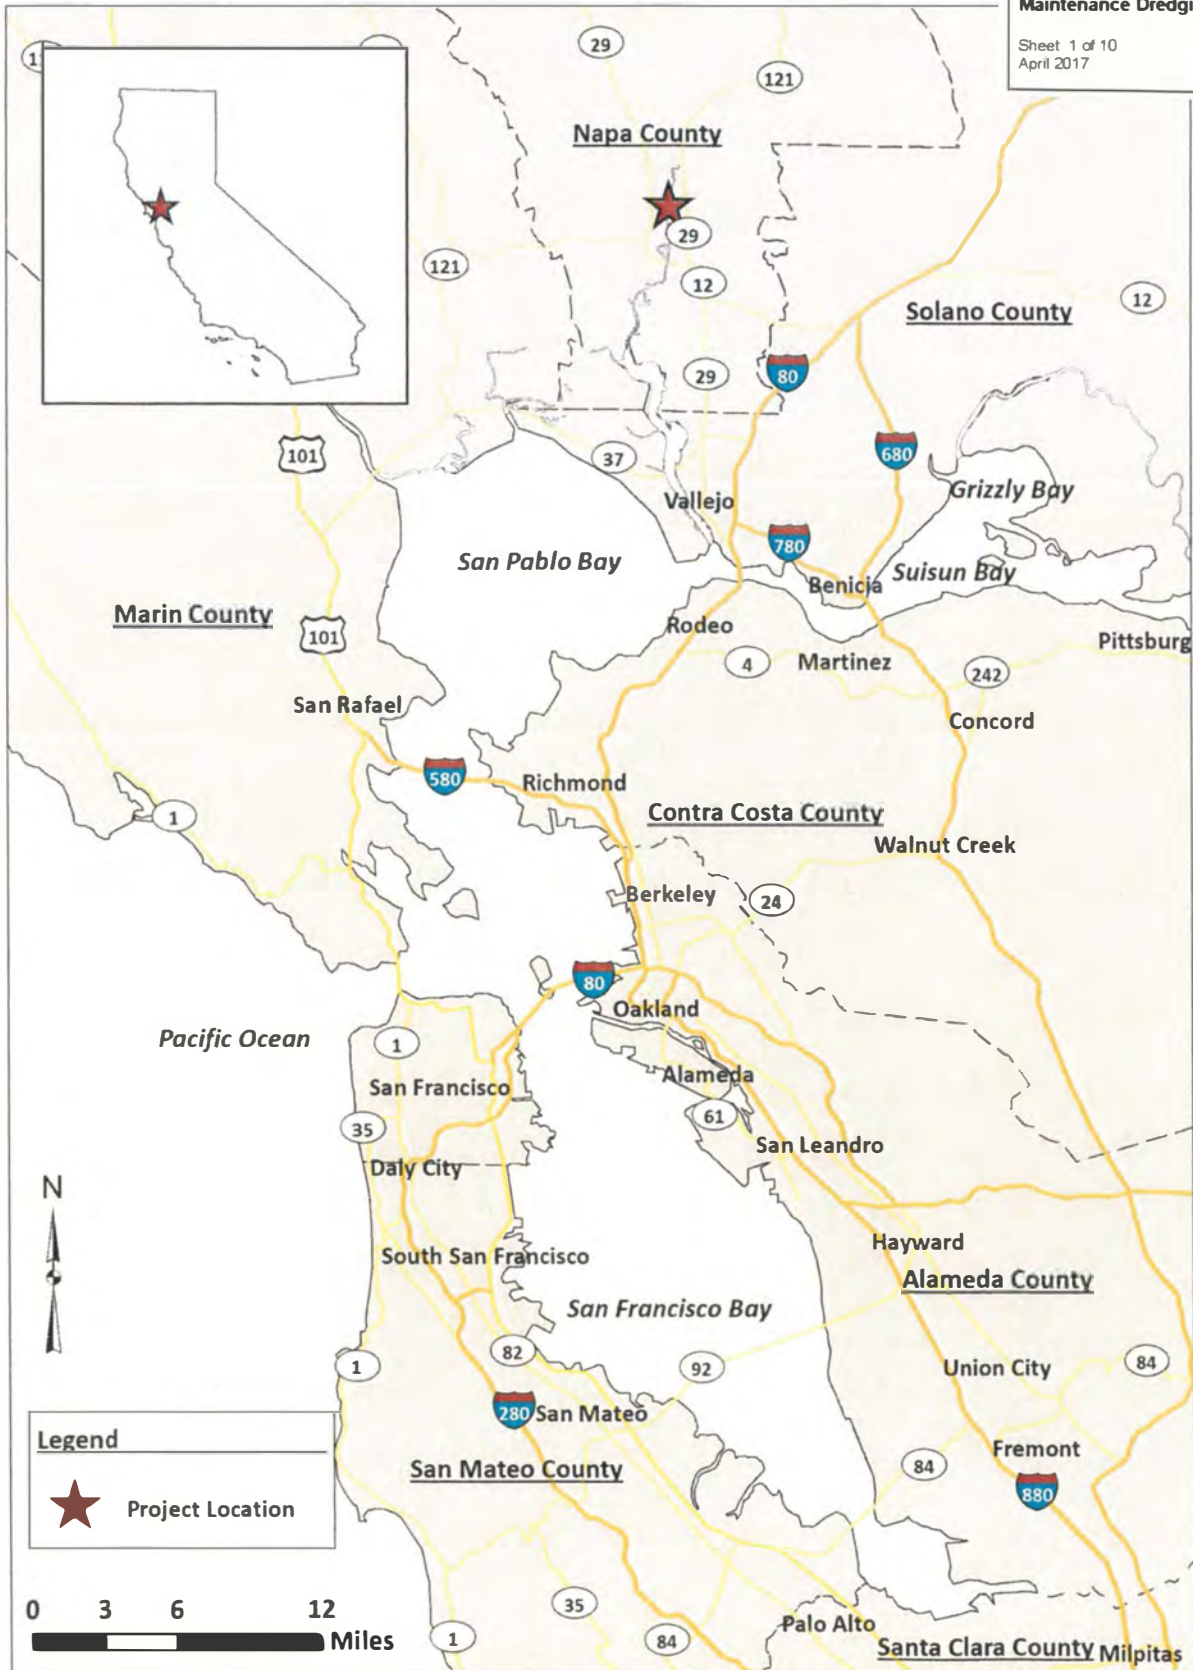 Maintenance Dredgi
Sheet 1 of 10
April 2017
29
121
Napa County
29
121
12
12
Solano County
29
80
101
37
680
Grizzly Bay
Vallejo
780
San Pablo Bay
Suisun Bay
Benicia
Marin County
Rodeo
101
Pittsburg
4
Martinez
242
San Rafael
Concord
580
Richmond
1
Contra Costa County
Walnut Creek
Berkeley
24
80
Oakland
Pacific Ocean
1
Alameda
San Francisco
61
35
San Leandro
Daly City
N
Hayward
South San Francisco
Alameda County
San Francisco Bay
82
1
92
Union City
84
280
San Mateo
Legend
Fremont
San Mateo County
84
880
Project Location
0 3 6 12
Miles
35
Palo Alto
1
84
Santa Clara County
Milpitas